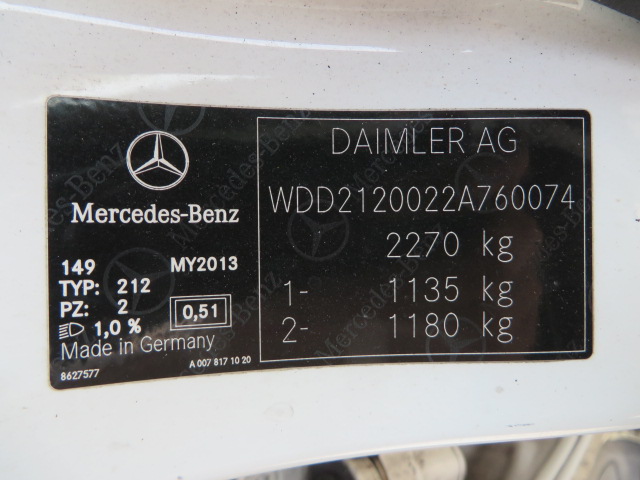 Mercedes-Benz
149 MY2013
TYP: 212
PZ: 2 0,51
1,0 %
Made in Germany
8627577 A 007 817 10 20
DAIMLER AG
WDD2120022A760074
2270 kg
1- 1135 kg
2- 1180 kg